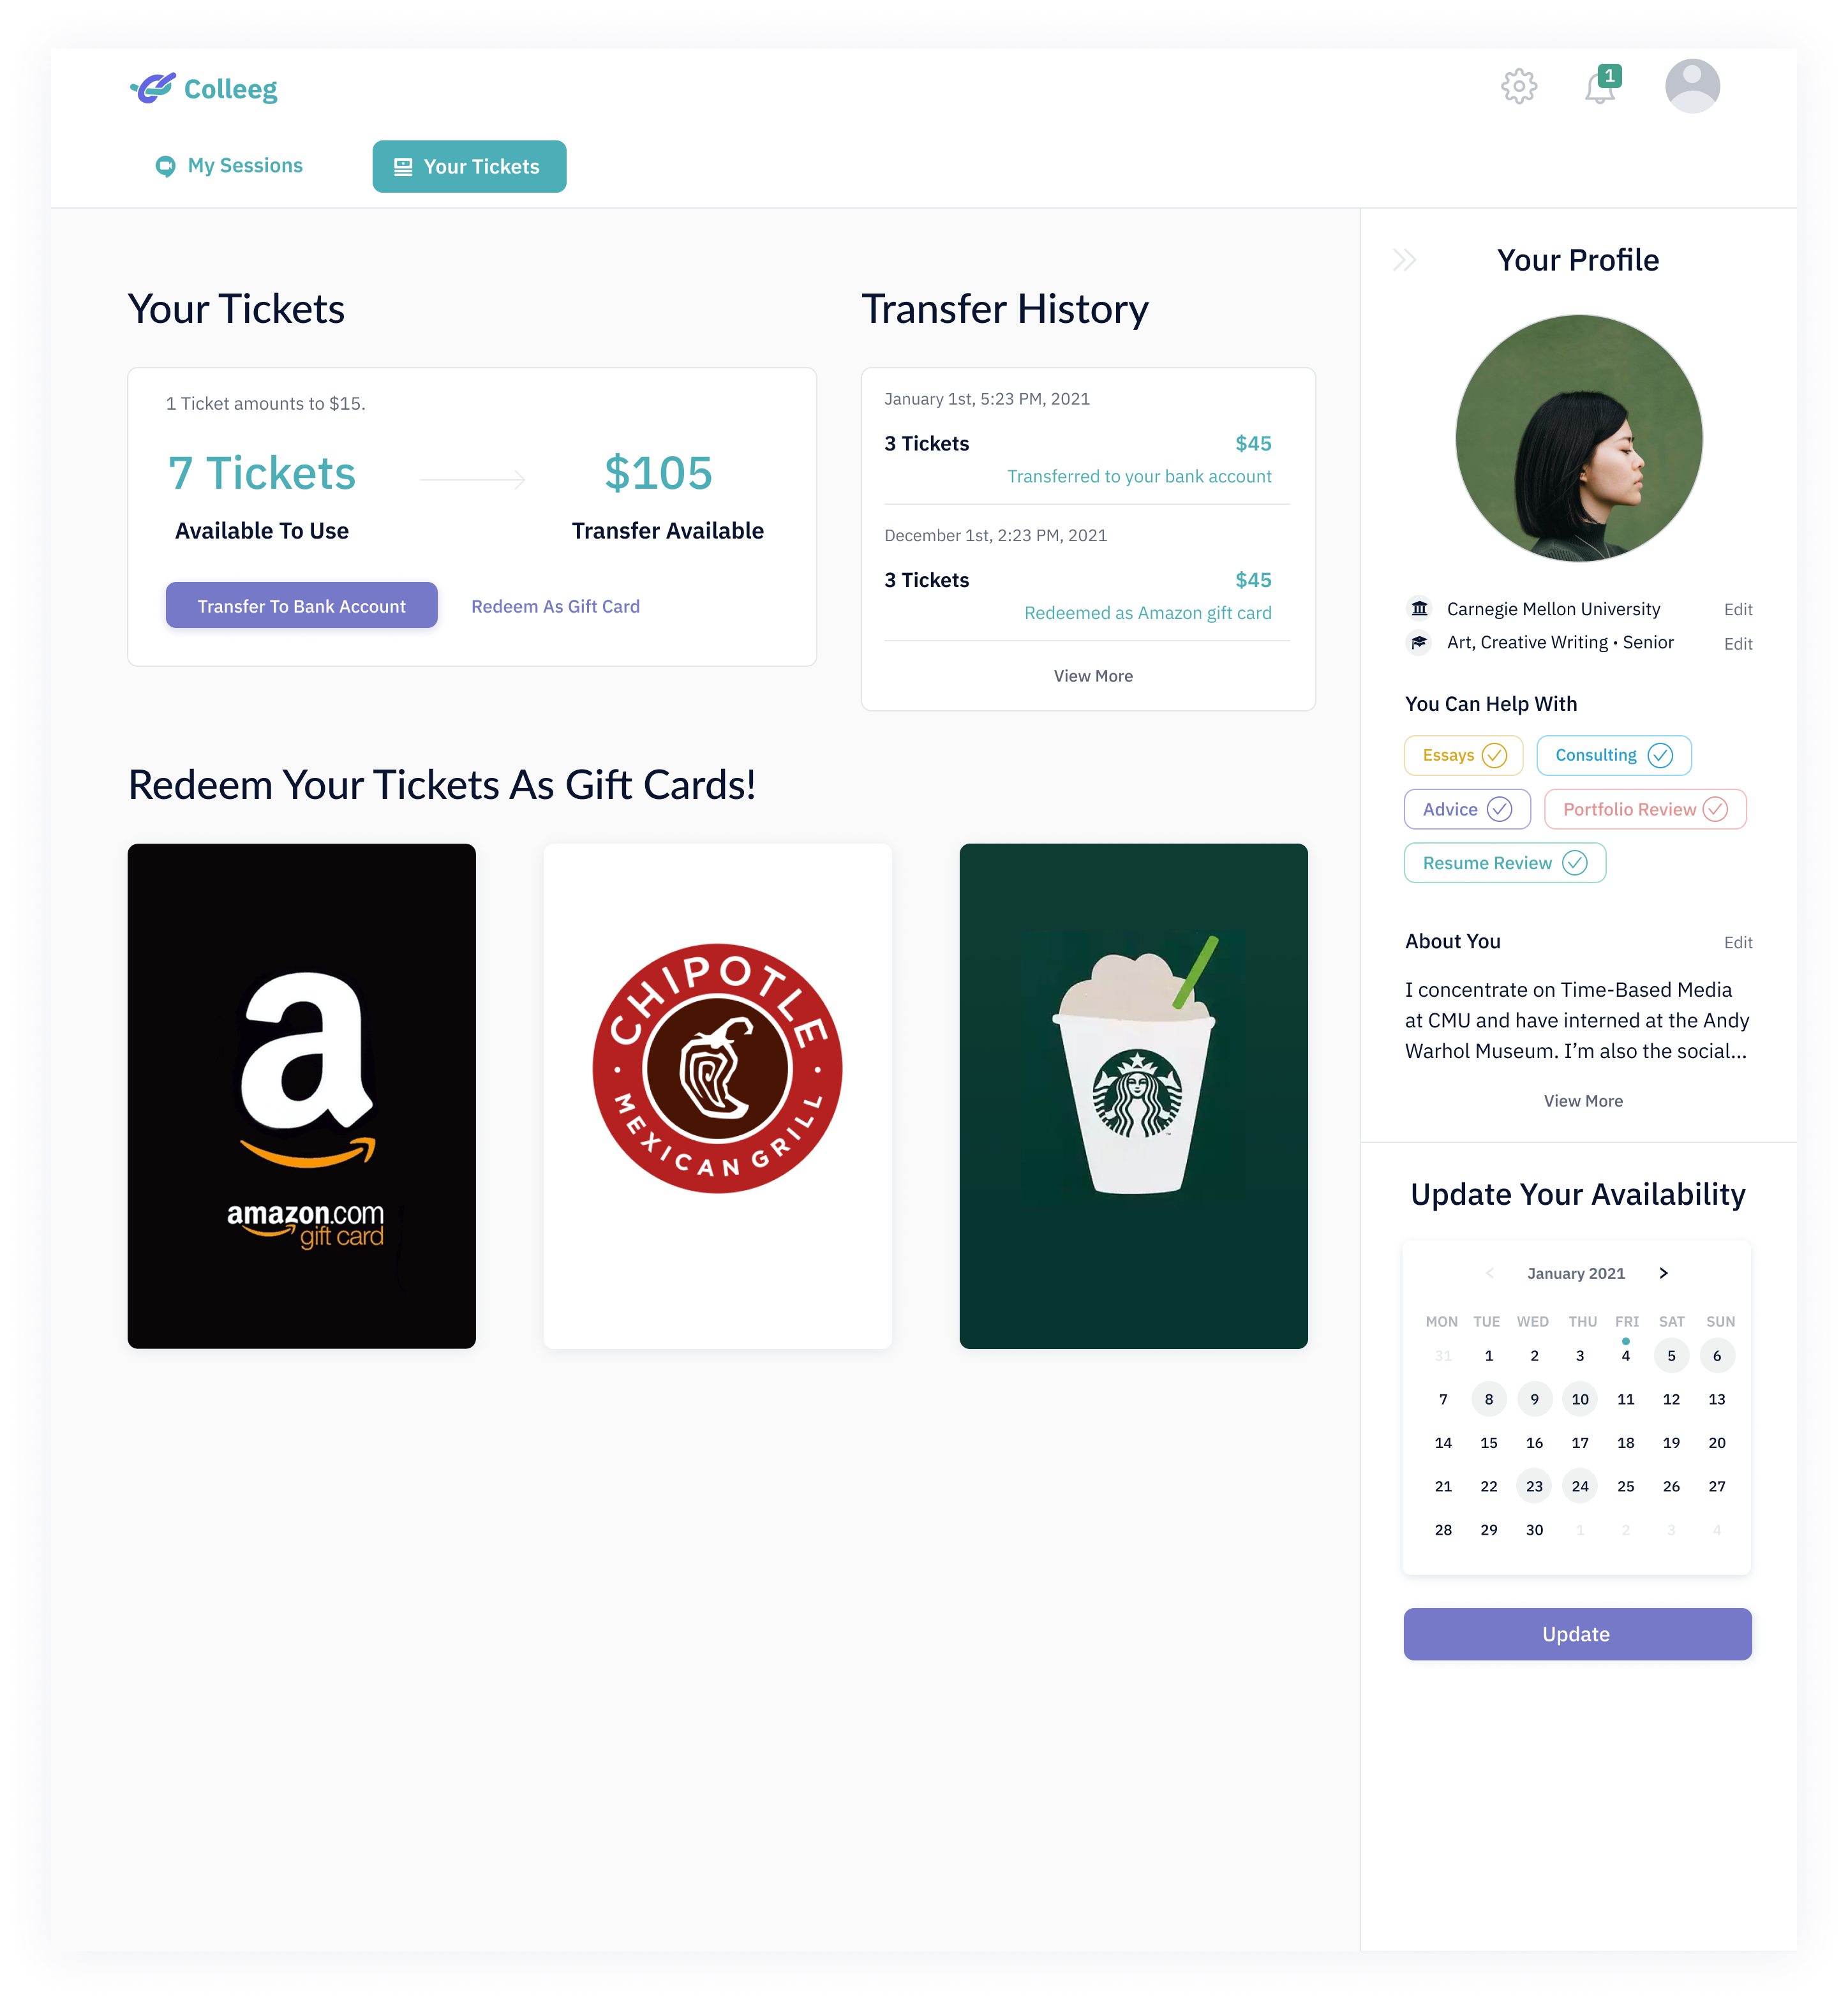 Colleeg
1
My Sessions
Your Tickets
Your Tickets
1 Ticket amounts to $15.
7 Tickets
$105
Available To Use
Transfer Available
Transfer To Bank Account
Redeem As Gift Card
Transfer History
January 1st, 5:23 PM, 2021
3 Tickets $45
Transferred to your bank account
December 1st, 2:23 PM, 2021
3 Tickets $45
Redeemed as Amazon gift card
View More
Redeem Your Tickets As Gift Cards!
a
amazon.com
gift card
CHIPOTLE
MEXICAN GRILL
Your Profile
Carnegie Mellon University Edit
Art, Creative Writing • Senior Edit
You Can Help With
Essays
Consulting
Advice
Portfolio Review
Resume Review
About You Edit
I concentrate on Time-Based Media
at CMU and have interned at the Andy
Warhol Museum. I’m also the social...
View More
Update Your Availability
January 2021
MON TUE WED THU FRI SAT SUN
31 1 2 3 4 5 6
7 8 9 10 11 12 13
14 15 16 17 18 19 20
21 22 23 24 25 26 27
28 29 30 1 2 3 4
Update